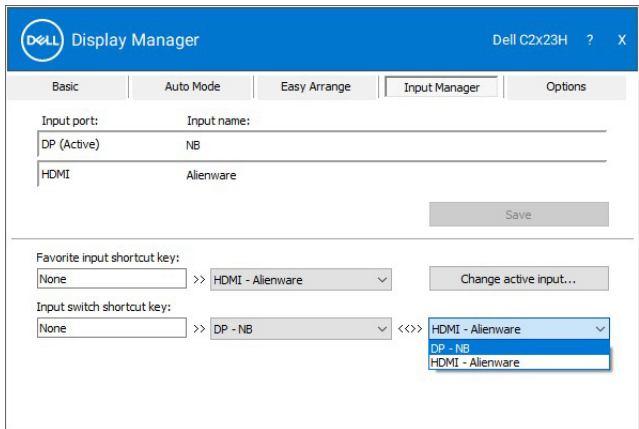 DELL Display Manager Dell C2x23H ? X
Basic Auto Mode Easy Arrange Input Manager Options
Input port: Input name:
DP (Active) NB
HDMI Alienware
Save
Favorite input shortcut key:
None >> HDMI - Alienware Change active input...
Input switch shortcut key:
None >> DP - NB <<>> HDMI - Alienware
DP - NB
HDMI - Alienware